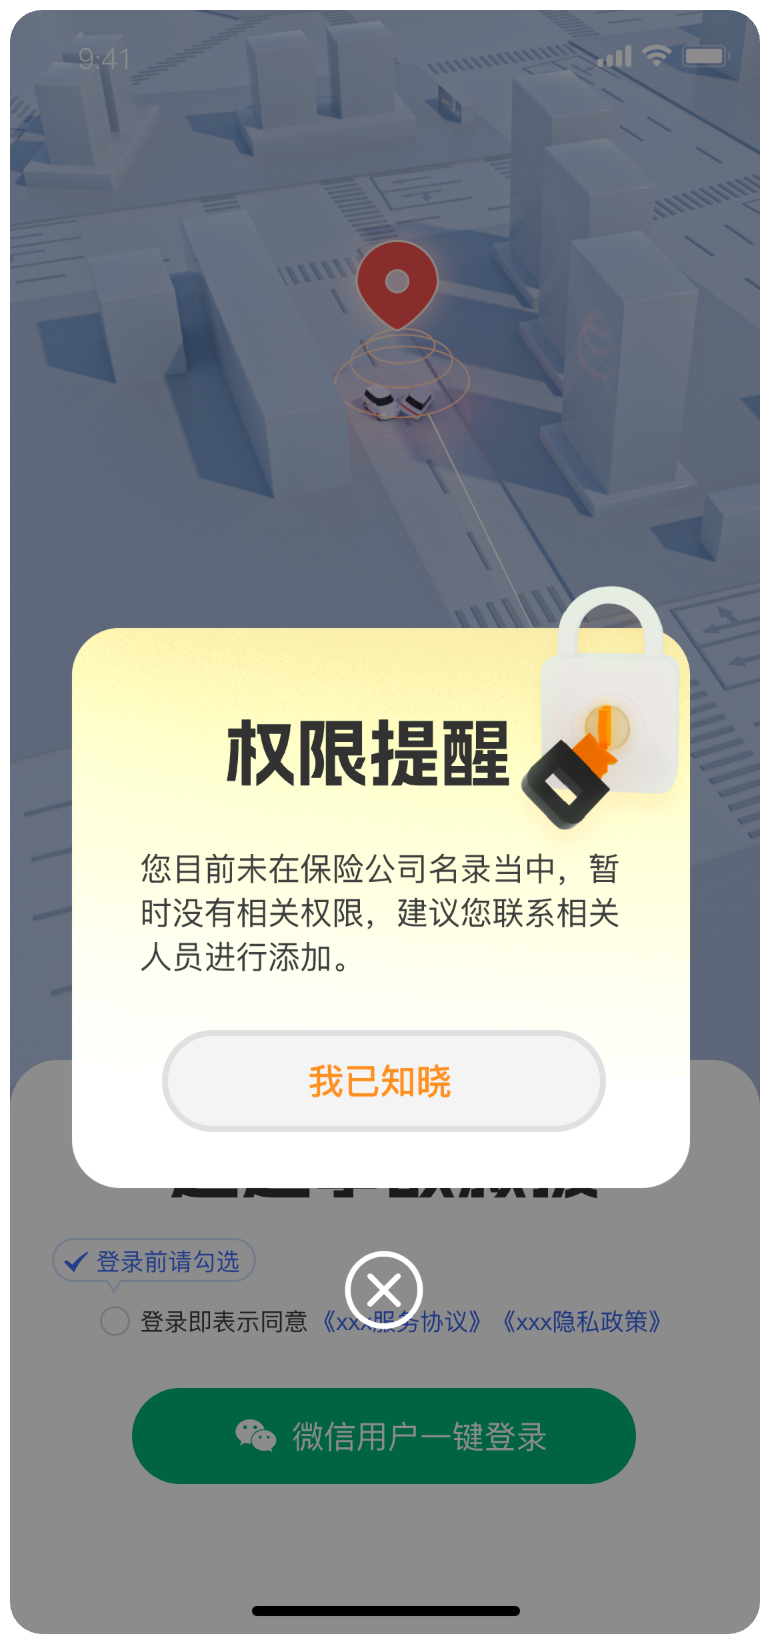 9:41
权限提醒
您目前未在保险公司名录当中，暂
时没有相关权限，建议您联系相关
人员进行添加。
我已知晓
登录前请勾选
登录即表示同意《xxx服务协议》《xxx隐私政策》
微信用户一键登录